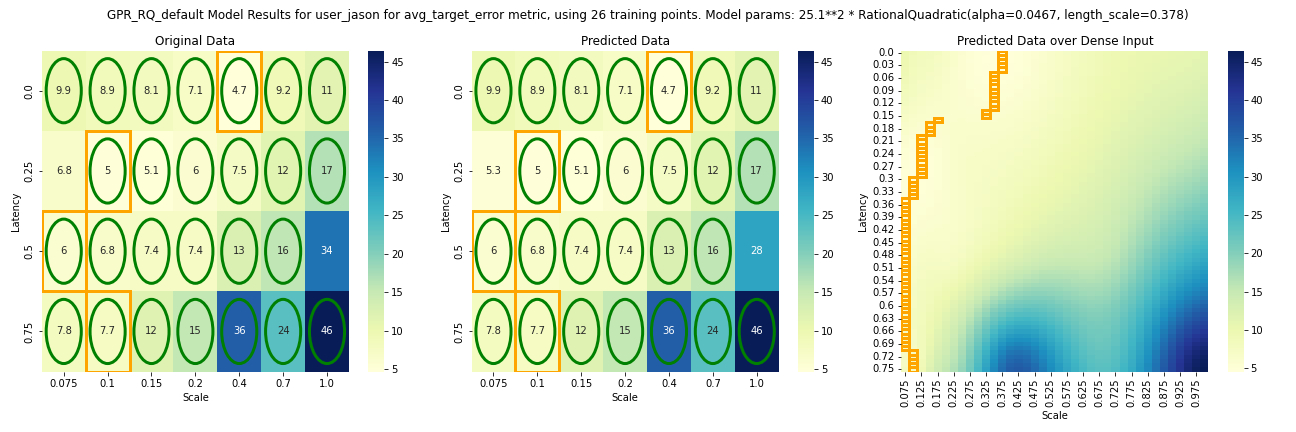 GPR_RQ_default Model Results for user_jason for avg_target_error metric, using 26 training points. Model params: 25.1**2 * RationalQuadratic(alpha=0.0467, length_scale=0.378)
Original Data
Latency
0.0 9.9 8.9 8.1 7.1 4.7 9.2 11
0.25 6.8 5 5.1 6 7.5 12 17
0.5 6 6.8 7.4 7.4 13 16 34
0.75 7.8 7.7 12 15 36 24 46
0.075 0.1 0.15 0.2 0.4 0.7 1.0
Scale
45
40
35
30
25
20
15
10
5
Predicted Data
Latency
0.0 9.9 8.9 8.1 7.1 4.7 9.2 11
0.25 5.3 5 5.1 6 7.5 12 17
0.5 6 6.8 7.4 7.4 13 16 28
0.75 7.8 7.7 12 15 36 24 46
0.075 0.1 0.15 0.2 0.4 0.7 1.0
Scale
45
40
35
30
25
20
15
10
5
Predicted Data over Dense Input
Latency
0.0
0.03
0.06
0.09
0.12
0.15
0.18
0.21
0.24
0.27
0.3
0.33
0.36
0.39
0.42
0.45
0.48
0.51
0.54
0.57
0.6
0.63
0.66
0.69
0.72
0.75
0.075 0.125 0.175 0.225 0.275 0.325 0.375 0.425 0.475 0.525 0.575 0.625 0.675 0.725 0.775 0.825 0.875 0.925 0.975
Scale
45
40
35
30
25
20
15
10
5